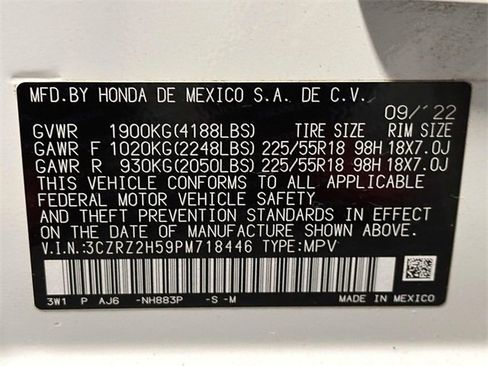 MFD. BY HONDA DE MEXICO S.A. DE C.V.
09/'22
GVWR 1900KG(4188LBS) TIRE SIZE RIM SIZE
GAWR F 1020KG(2248LBS) 225/55R18 98H 18X7.0J
GAWR R 930KG(2050LBS) 225/55R18 98H 18X7.0J
THIS VEHICLE CONFORMS TO ALL APPLICABLE
FEDERAL MOTOR VEHICLE SAFETY
AND THEFT PREVENTION STANDARDS IN EFFECT ON THE
DATE OF MANUFACTURE SHOWN ABOVE.
V.I.N.:3CZRZ2H59PM718446 TYPE:MPV
3W1 P AJ6 -NH883P -S -M MADE IN MEXICO